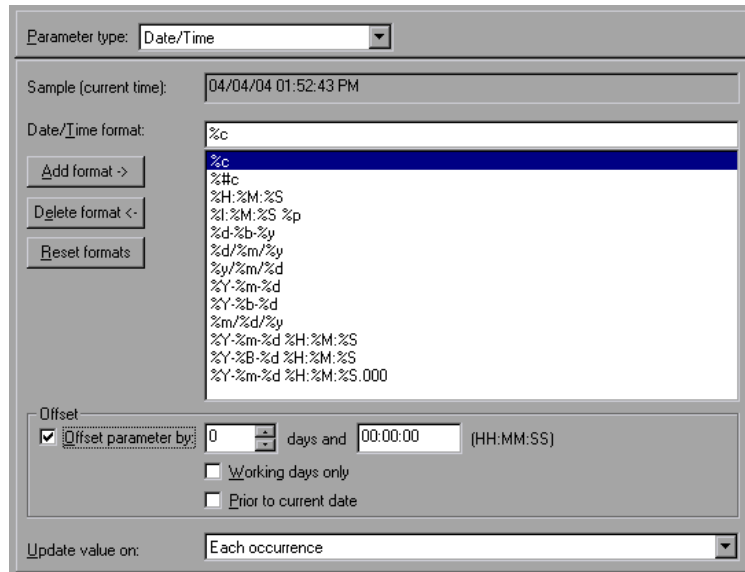 Parameter type: Date/Time
Sample (current time): 04/04/04 01:52:43 PM
Date/Time format: %c
Add format ->
Delete format <-
Reset formats
%c
%#c
%H:%M:%S
%I:%M:%S %p
%d-%b-%y
%d/%m/%y
%y/%m/%d
%Y-%m-%d
%Y-%b-%d
%m/%d/%y
%Y-%m-%d %H:%M:%S
%Y-%B-%d %H:%M:%S
%Y-%m-%d %H:%M:%S.000
Offset
Offset parameter by: 0 days and 00:00:00 (HH:MM:SS)
Working days only
Prior to current date
Update value on: Each occurrence